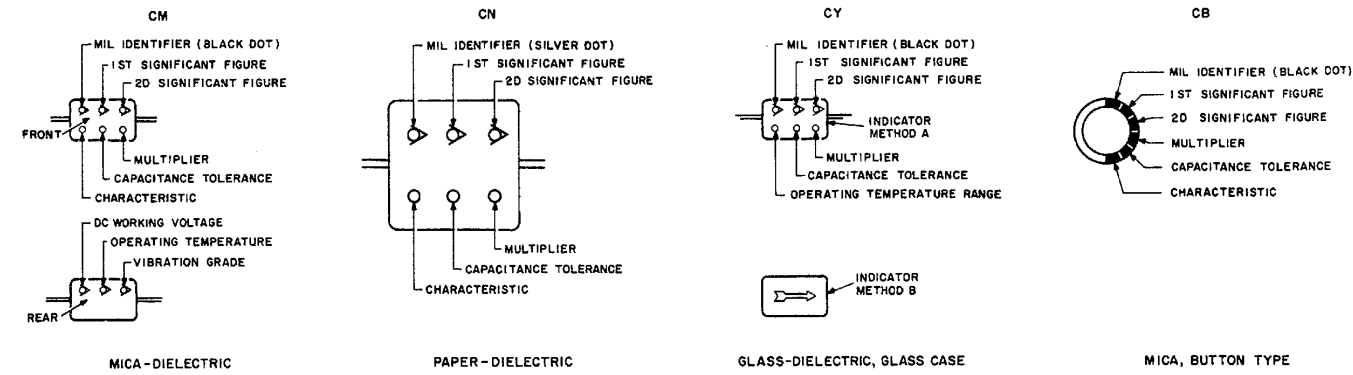 CM
MIL IDENTIFIER (BLACK DOT)
1ST SIGNIFICANT FIGURE
2D SIGNIFICANT FIGURE
FRONT
MULTIPLIER
CAPACITANCE TOLERANCE
CHARACTERISTIC
DC WORKING VOLTAGE
OPERATING TEMPERATURE
VIBRATION GRADE
REAR
MICA-DIELECTRIC
CN
MIL IDENTIFIER (SILVER DOT)
1ST SIGNIFICANT FIGURE
2D SIGNIFICANT FIGURE
MULTIPLIER
CAPACITANCE TOLERANCE
CHARACTERISTIC
PAPER-DIELECTRIC
CY
MIL IDENTIFIER (BLACK DOT)
1ST SIGNIFICANT FIGURE
2D SIGNIFICANT FIGURE
INDICATOR
METHOD A
MULTIPLIER
CAPACITANCE TOLERANCE
OPERATING TEMPERATURE RANGE
INDICATOR
METHOD B
GLASS-DIELECTRIC, GLASS CASE
CB
MIL IDENTIFIER (BLACK DOT)
1ST SIGNIFICANT FIGURE
2D SIGNIFICANT FIGURE
MULTIPLIER
CAPACITANCE TOLERANCE
CHARACTERISTIC
MICA, BUTTON TYPE